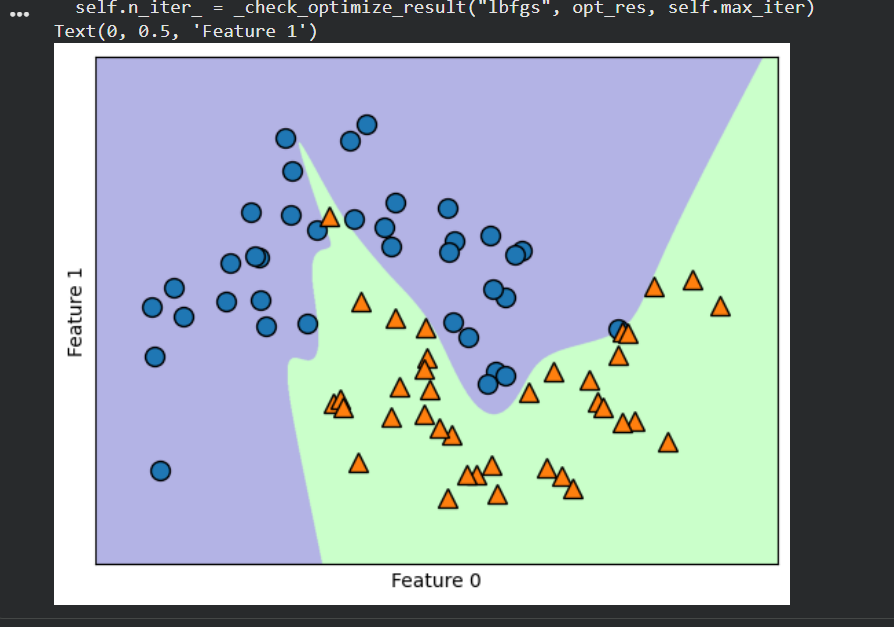 self.n_iter_ = _check_optimize_result("lbfgs", opt_res, self.max_iter)
Text(0, 0.5, 'Feature 1')
Feature 1
Feature 0